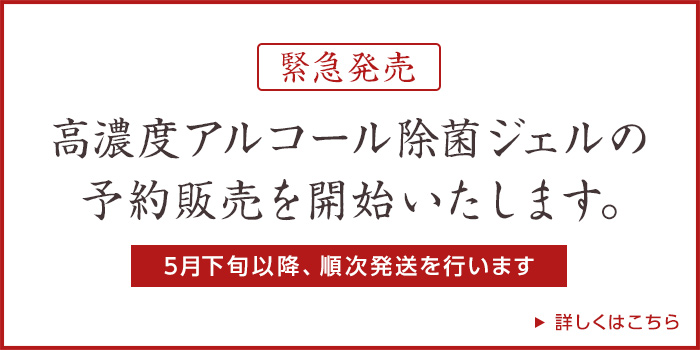 緊急発売
高濃度アルコール除菌ジェルの
予約販売を開始いたします。
5月下旬以降、順次発送を行います
▶ 詳しくはこちら